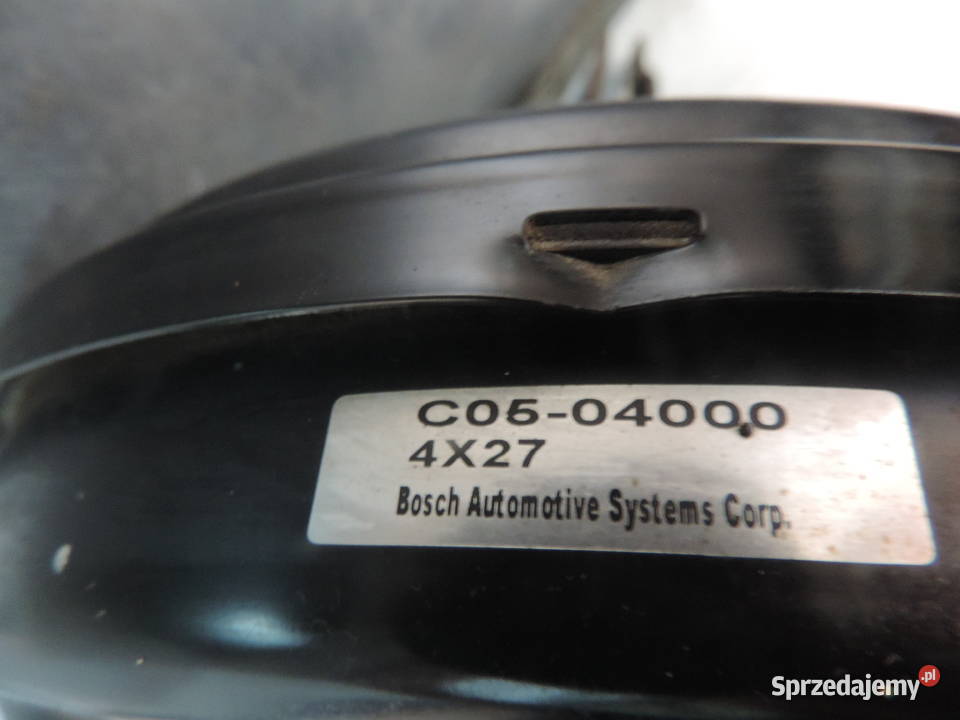 C05-04000
4X27
Bosch Automotive Systems Corp.
Sprzedajemy.pl